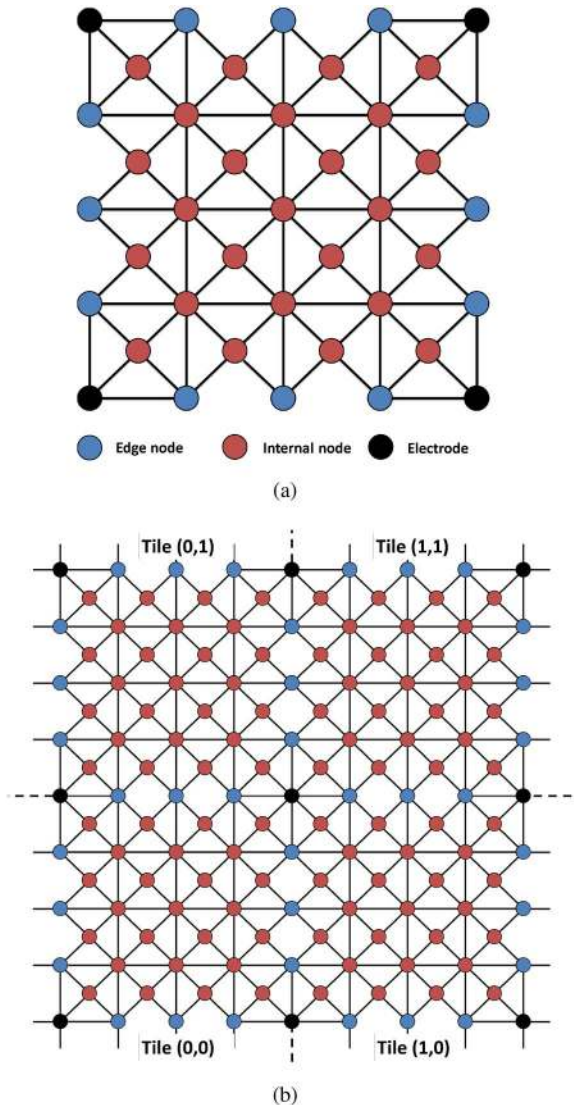 Edge node Internal node Electrode
(a)
Tile (0,1) Tile (1,1)
Tile (0,0) Tile (1,0)
(b)